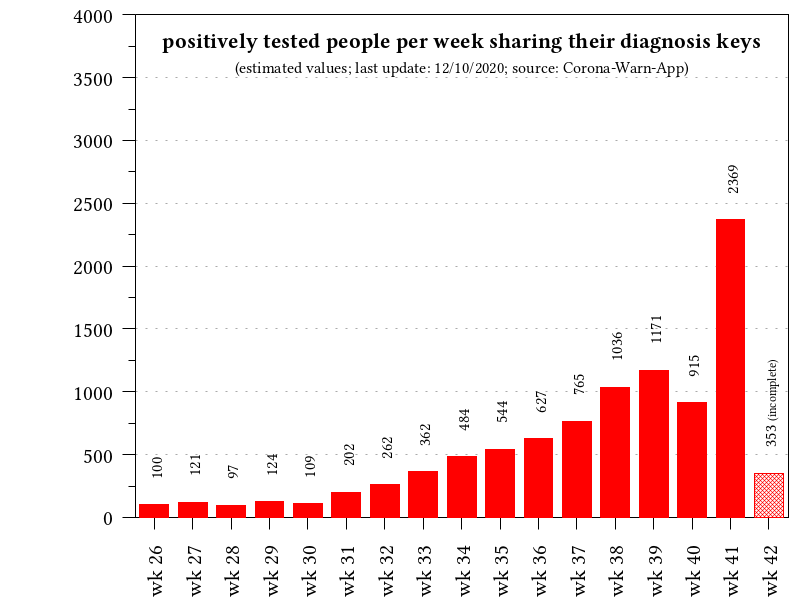 positively tested people per week sharing their diagnosis keys
(estimated values; last update: 12/10/2020; source: Corona-Warn-App)
4000
3500
3000
2500
2000
1500
1000
500
0
100
121
97
124
109
202
262
362
484
544
627
765
1036
1171
915
2369
353 (incomplete)
wk 26
wk 27
wk 28
wk 29
wk 30
wk 31
wk 32
wk 33
wk 34
wk 35
wk 36
wk 37
wk 38
wk 39
wk 40
wk 41
wk 42